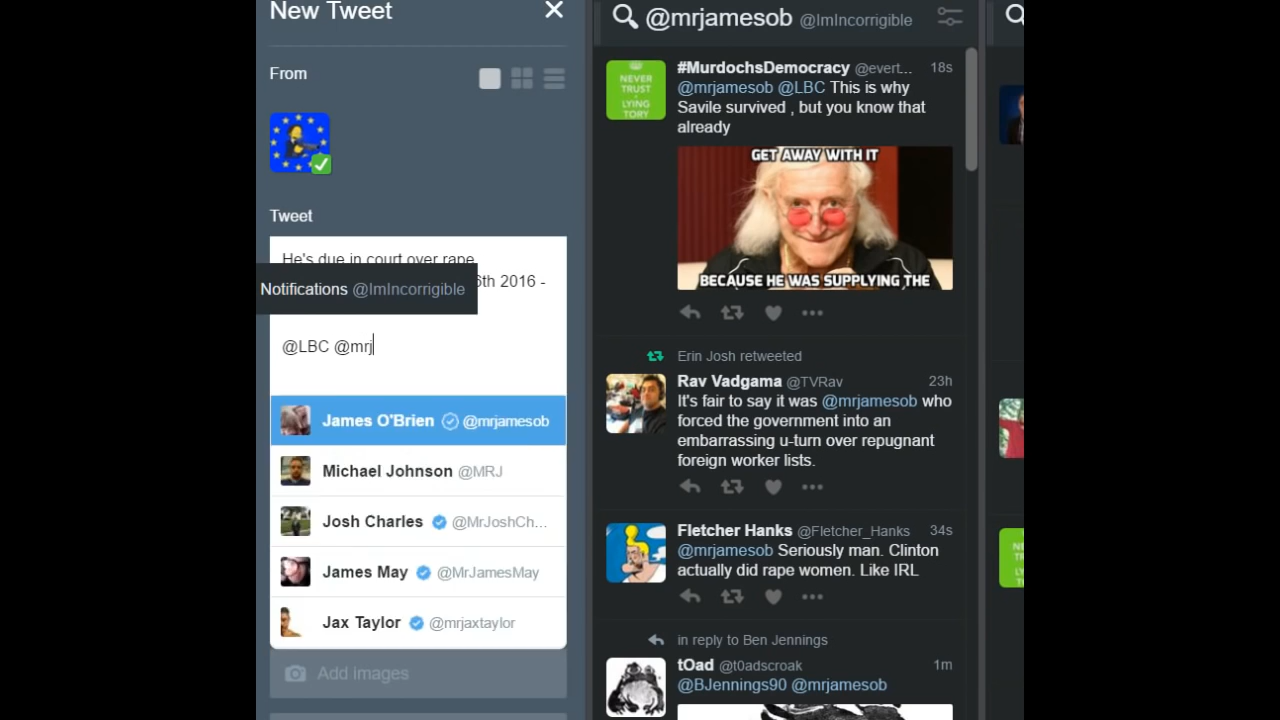 New Tweet
From
Tweet
He's due in court over rape
6th 2016 -
Notifications @ImIncorrigible
@LBC @mrj
James O'Brien @mrjamesob
Michael Johnson @MRJ
Josh Charles @MrJoshCh...
James May @MrJamesMay
Jax Taylor @mrjaxtaylor
Add images
@mrjamesob @ImIncorrigible
#MurdochsDemocracy @evert... 18s
@mrjamesob @LBC This is why
Savile survived , but you know that
already
NEVER
TRUST
A
LYING
TORY
GET AWAY WITH IT
BECAUSE HE WAS SUPPLYING THE
Erin Josh retweeted
Rav Vadgama @TVRav 23h
It's fair to say it was @mrjamesob who
forced the government into an
embarrassing u-turn over repugnant
foreign worker lists.
Fletcher Hanks @Fletcher_Hanks 34s
@mrjamesob Seriously man. Clinton
actually did rape women. Like IRL
in reply to Ben Jennings
tOad @t0adscroak 1m
@BJennings90 @mrjamesob